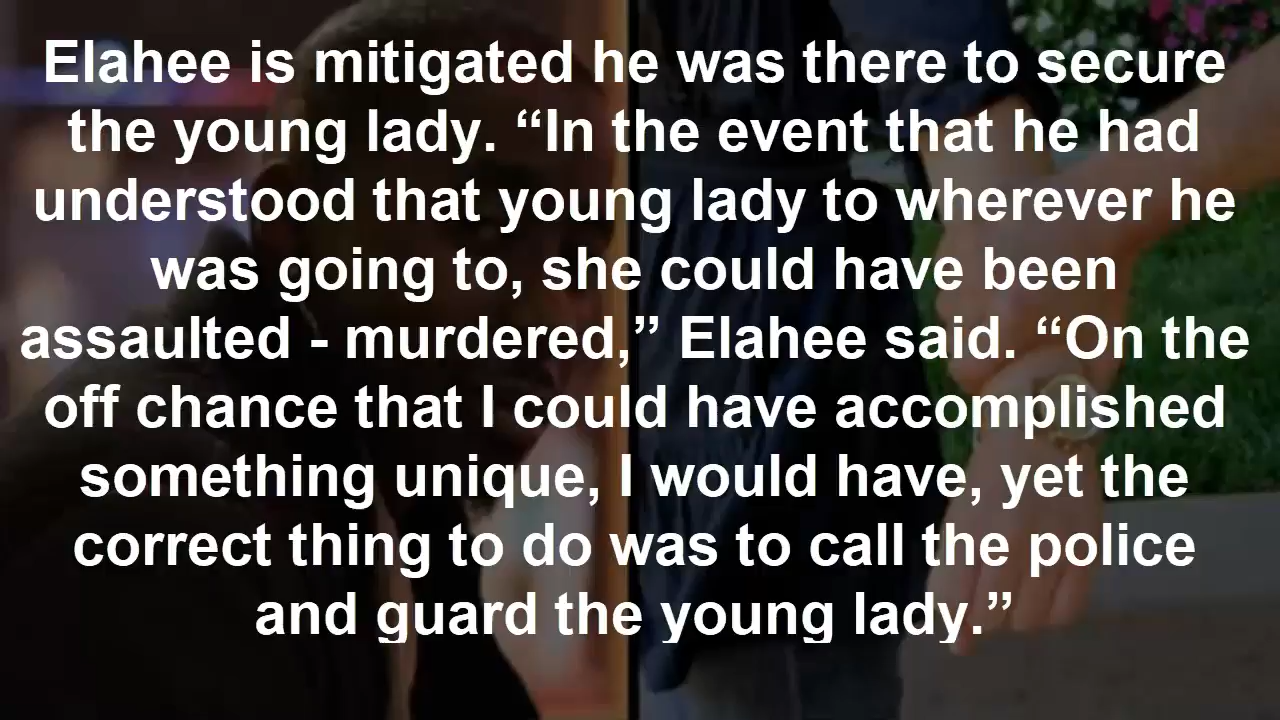 Elahee is mitigated he was there to secure
the young lady. “In the event that he had
understood that young lady to wherever he
was going to, she could have been
assaulted - murdered,” Elahee said. “On the
off chance that I could have accomplished
something unique, I would have, yet the
correct thing to do was to call the police
and guard the young lady.”